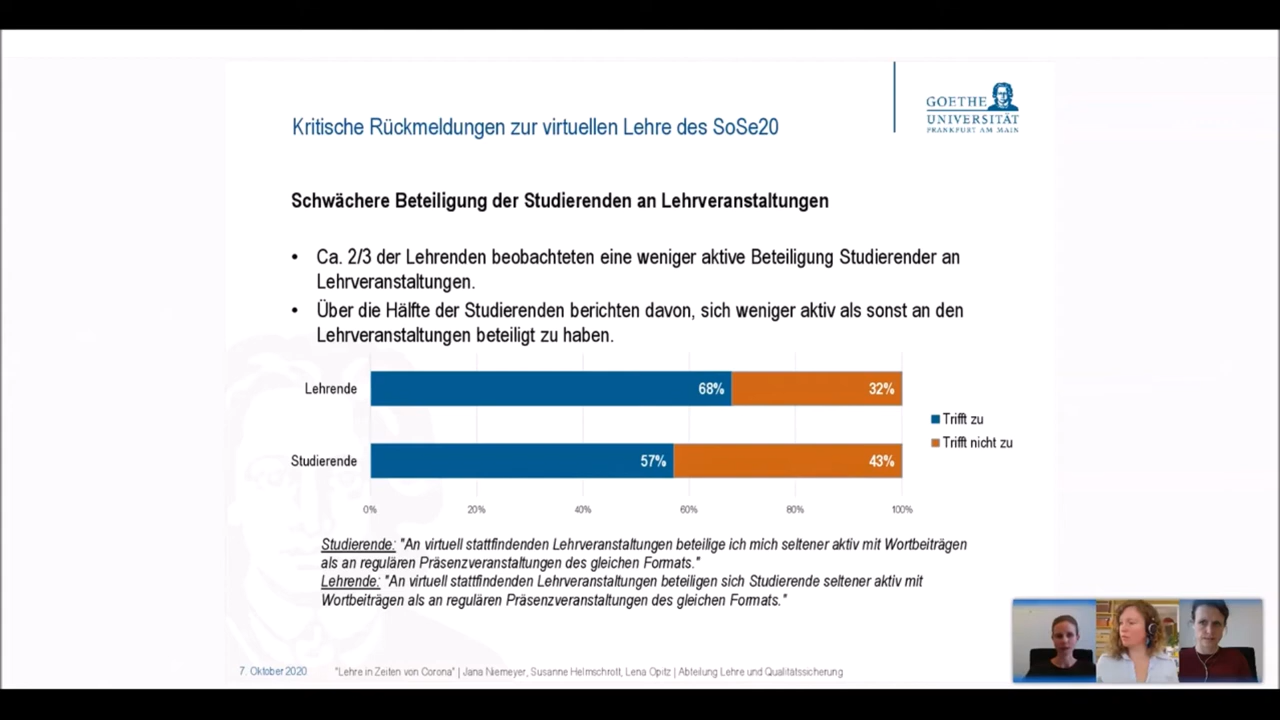 GOETHE
UNIVERSITÄT
FRANKFURT AM MAIN
Kritische Rückmeldungen zur virtuellen Lehre des SoSe20
Schwächere Beteiligung der Studierenden an Lehrveranstaltungen
• Ca. 2/3 der Lehrenden beobachteten eine weniger aktive Beteiligung Studierender an
Lehrveranstaltungen.
• Über die Hälfte der Studierenden berichten davon, sich weniger aktiv als sonst an den
Lehrveranstaltungen beteiligt zu haben.
Lehrende 68% 32%
Trifft zu
Trifft nicht zu
Studierende 57% 43%
0% 20% 40% 60% 80% 100%
Studierende: "An virtuell stattfindenden Lehrveranstaltungen beteilige ich mich seltener aktiv mit Wortbeiträgen
als an regulären Präsenzveranstaltungen des gleichen Formats."
Lehrende: "An virtuell stattfindenden Lehrveranstaltungen beteiligen sich Studierende seltener aktiv mit
Wortbeiträgen als an regulären Präsenzveranstaltungen des gleichen Formats."
7. Oktober 2020 "Lehre in Zeiten von Corona" | Jana Niemeyer, Susanne Helmschrott, Lena Opitz | Abteilung Lehre und Qualitätssicherung